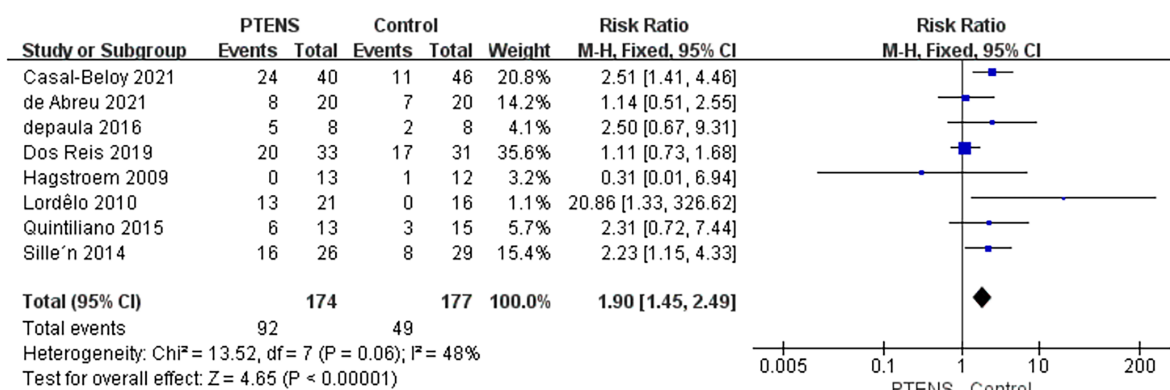 PTENS Control Risk Ratio Risk Ratio
Study or Subgroup Events Total Events Total Weight M-H, Fixed, 95% CI M-H, Fixed, 95% CI
Casal-Beloy 2021 24 40 11 46 20.8% 2.51 [1.41, 4.46]
de Abreu 2021 8 20 7 20 14.2% 1.14 [0.51, 2.55]
depaula 2016 5 8 2 8 4.1% 2.50 [0.67, 9.31]
Dos Reis 2019 20 33 17 31 35.6% 1.11 [0.73, 1.68]
Hagstroem 2009 0 13 1 12 3.2% 0.31 [0.01, 6.94]
Lordêlo 2010 13 21 0 16 1.1% 20.86 [1.33, 326.62]
Quintiliano 2015 6 13 3 15 5.7% 2.31 [0.72, 7.44]
Sille´n 2014 16 26 8 29 15.4% 2.23 [1.15, 4.33]
Total (95% CI) 174 177 100.0% 1.90 [1.45, 2.49]
Total events 92 49
Heterogeneity: Chi² = 13.52, df = 7 (P = 0.06); I² = 48%
Test for overall effect: Z = 4.65 (P < 0.00001)
0.005 0.1 1 10 200
PTENS Control